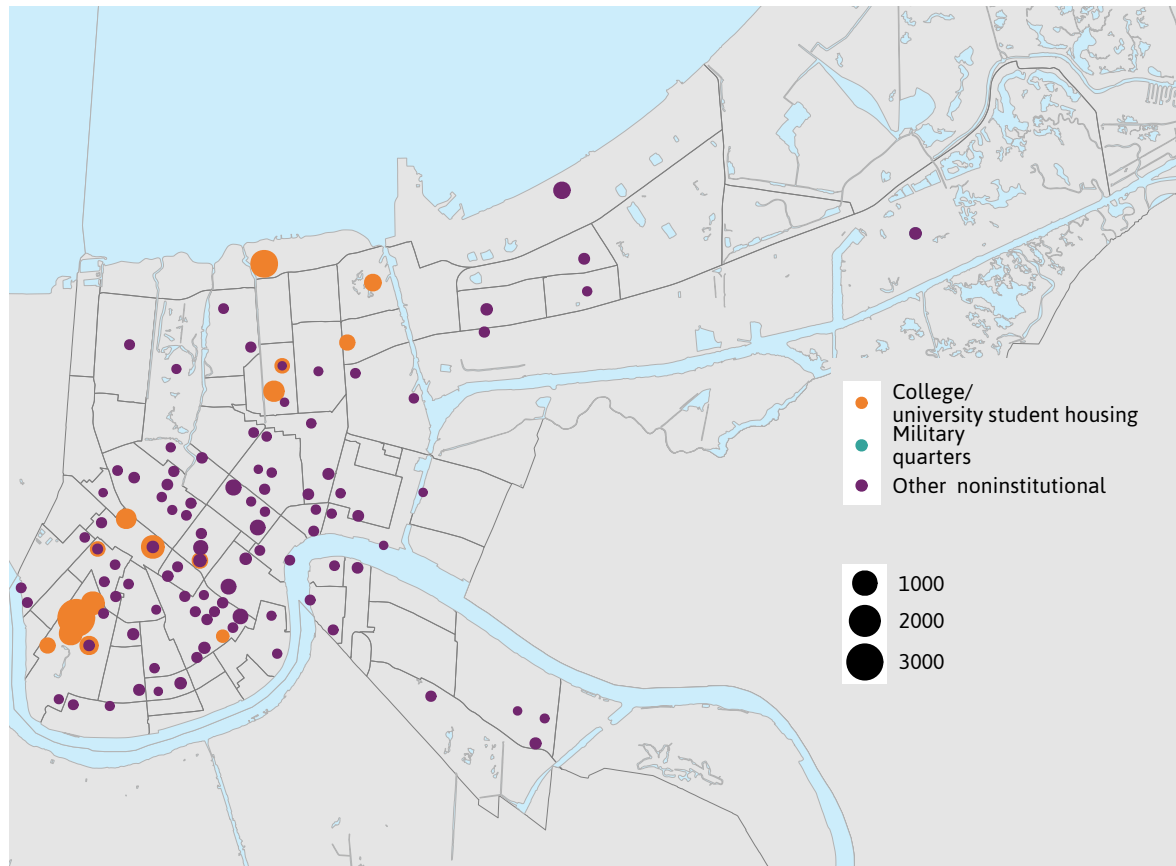 College/
university student housing
Military
quarters
Other noninstitutional
1000
2000
3000